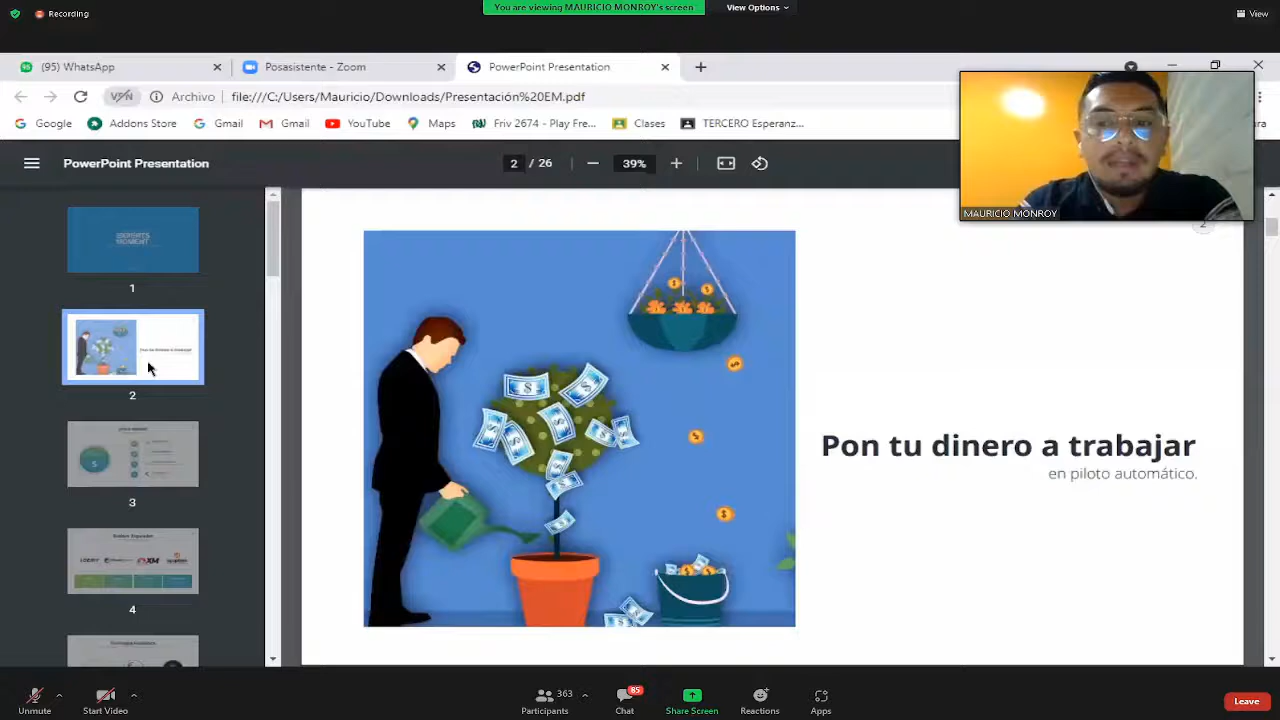 Recording
You are viewing MAURICIO MONROY's screen
View Options
View
(95) WhatsApp
Posasistente - Zoom
PowerPoint Presentation
VPN
Archivo
file:///C:/Users/Mauricio/Downloads/Presentación%20EM.pdf
Google
Addons Store
Gmail
Gmail
YouTube
Maps
Friv 2674 - Play Fre...
Clases
TERCERO Esperanz...
PowerPoint Presentation
2 / 26
39%
MAURICIO MONROY
2
1
2
3
4
Pon tu dinero a trabajar
en piloto automático.
Unmute
Start Video
363
Participants
85
Chat
Share Screen
Reactions
Apps
Leave